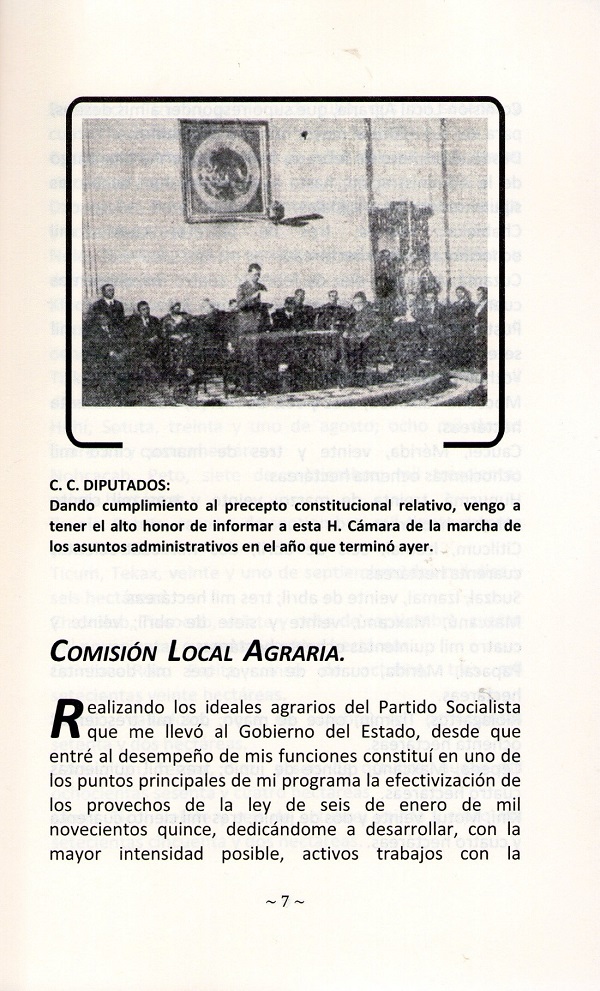 C. C. DIPUTADOS:
Dando cumplimiento al precepto constitucional relativo, vengo a
tener el alto honor de informar a esta H. Cámara de la marcha de
los asuntos administrativos en el año que terminó ayer.
COMISIÓN LOCAL AGRARIA.
Realizando los ideales agrarios del Partido Socialista
que me llevó al Gobierno del Estado, desde que
entré al desempeño de mis funciones constituí en uno de
los puntos principales de mi programa la efectivización de
los provechos de la ley de seis de enero de mil
novecientos quince, dedicándome a desarrollar, con la
mayor intensidad posible, activos trabajos con la
~ 7 ~